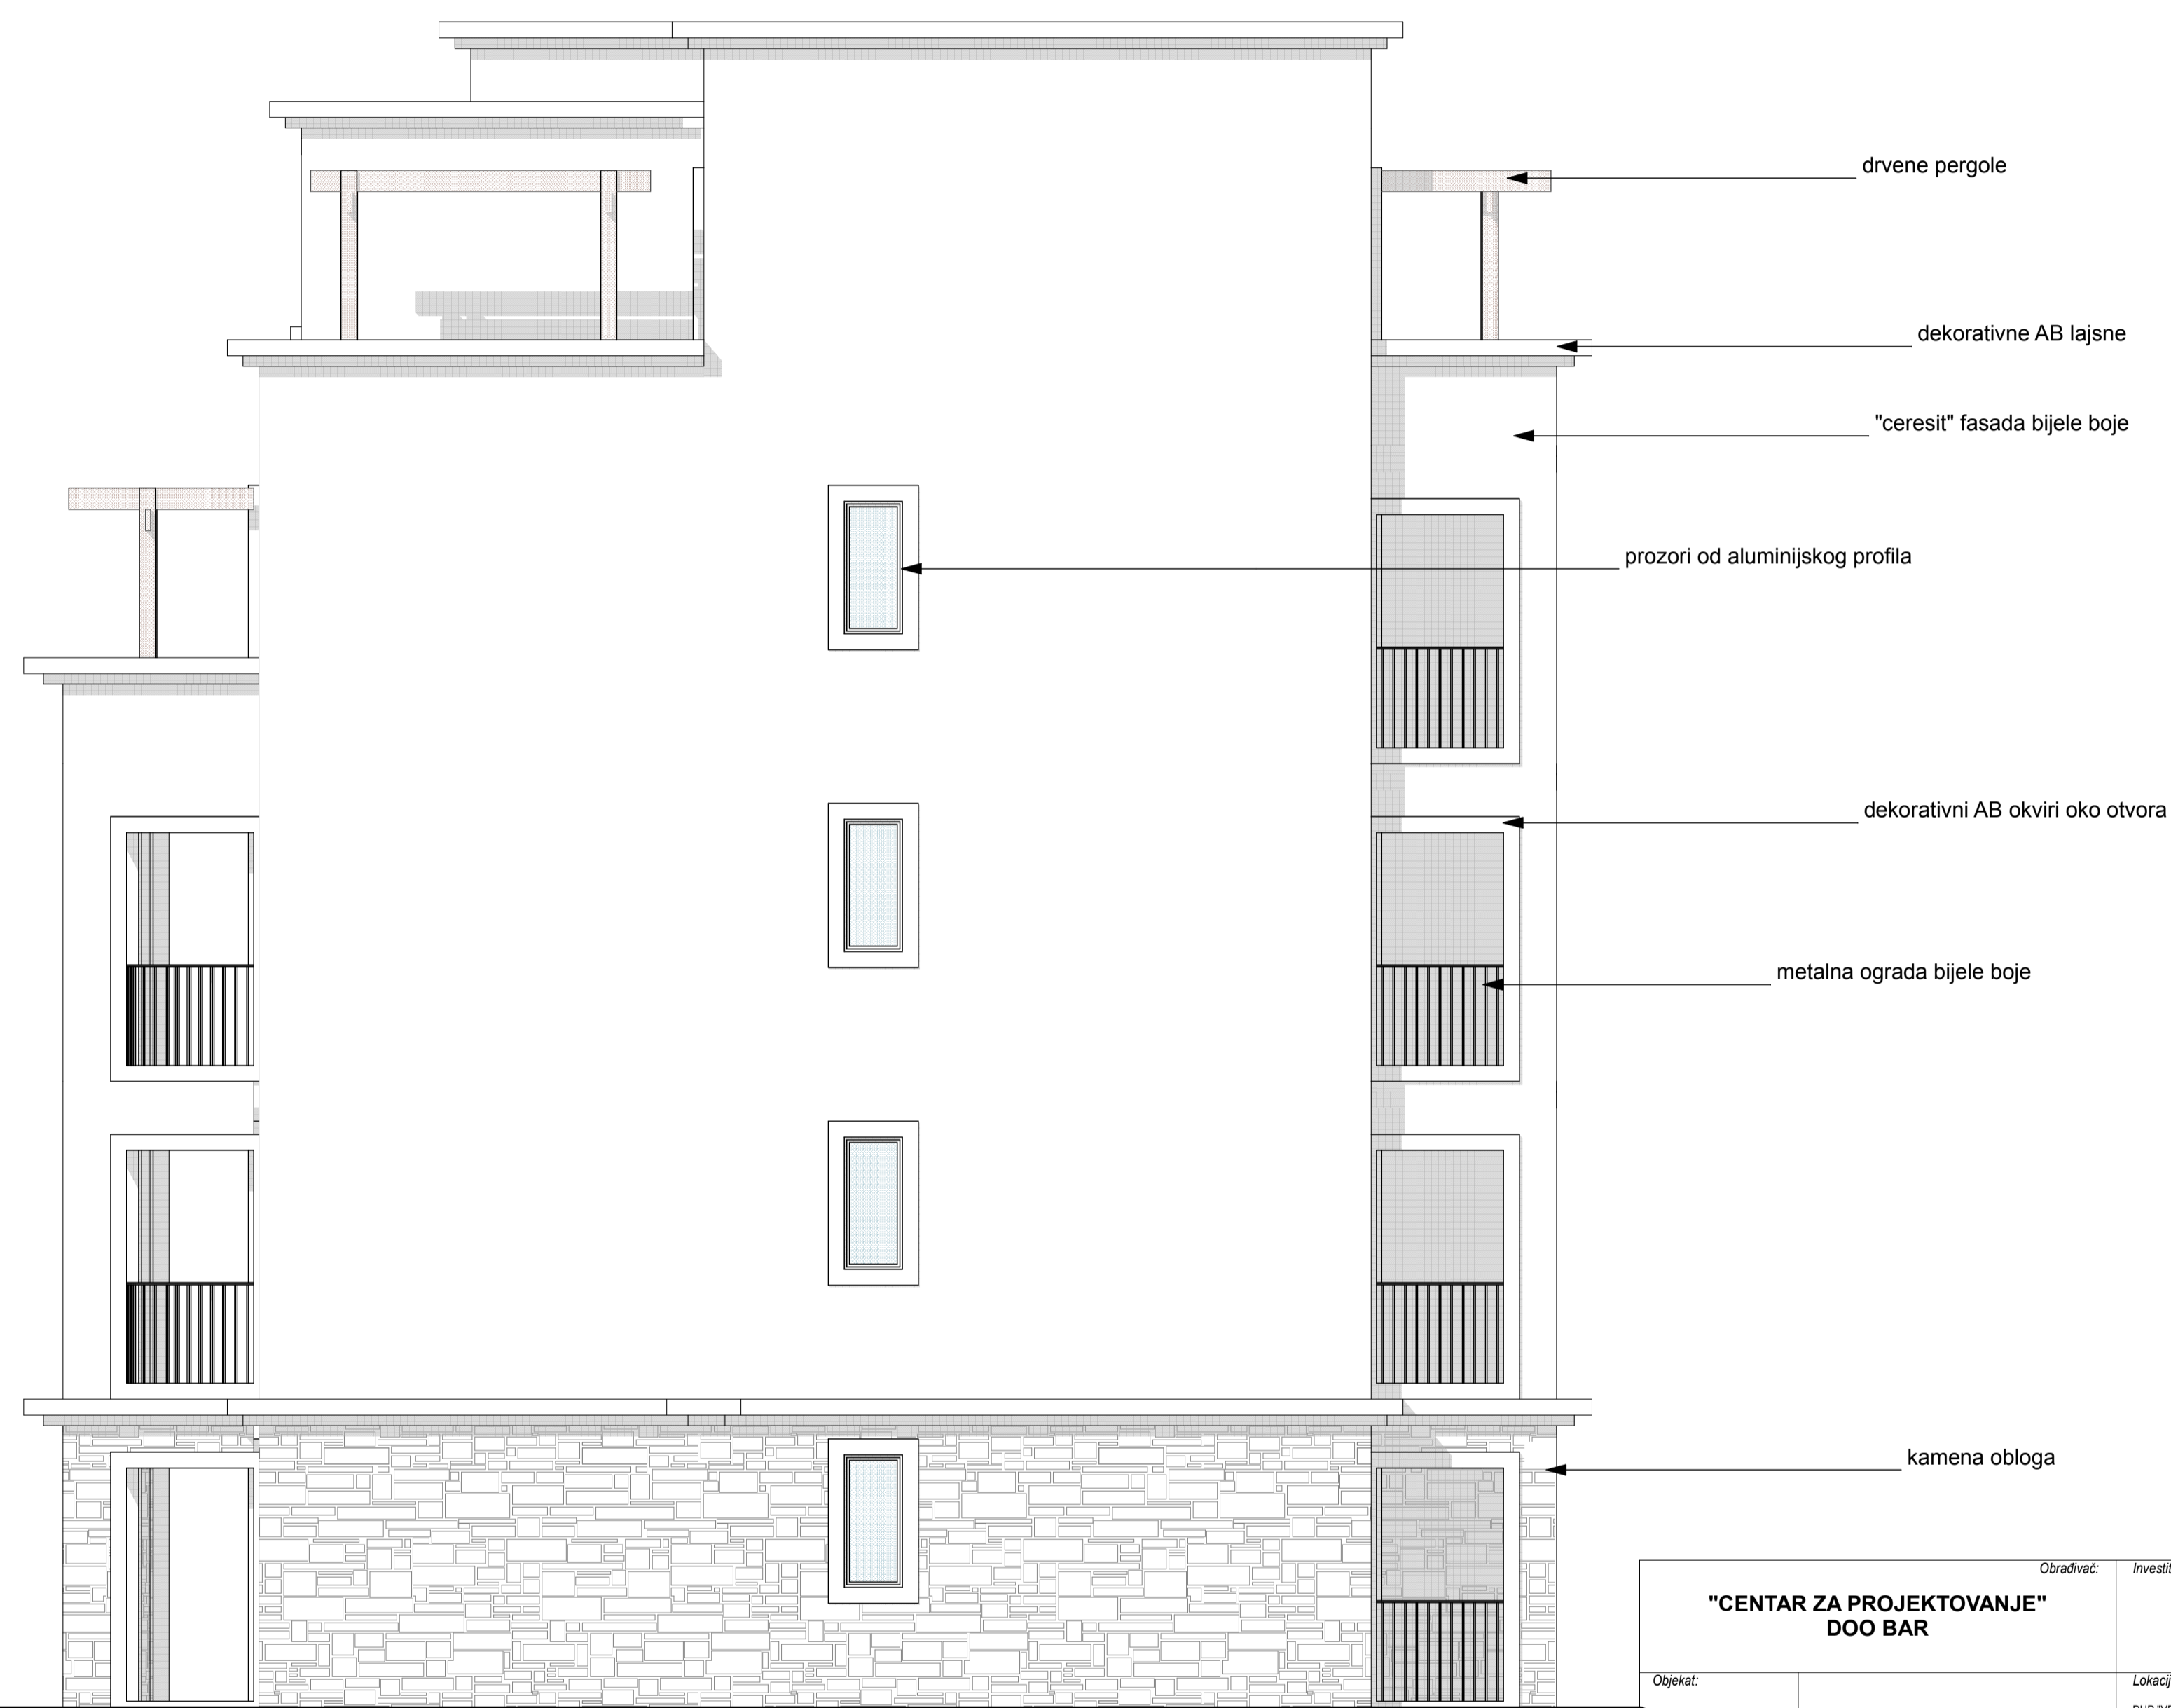 drvene pergole
dekorativne AB lajsne
"ceresit" fasada bijele boje
prozori od aluminijskog profila
dekorativni AB okviri oko otvora
metalna ograda bijele boje
kamena obloga
Obrađivač:
"CENTAR ZA PROJEKTOVANJE"
DOO BAR
Objekat: